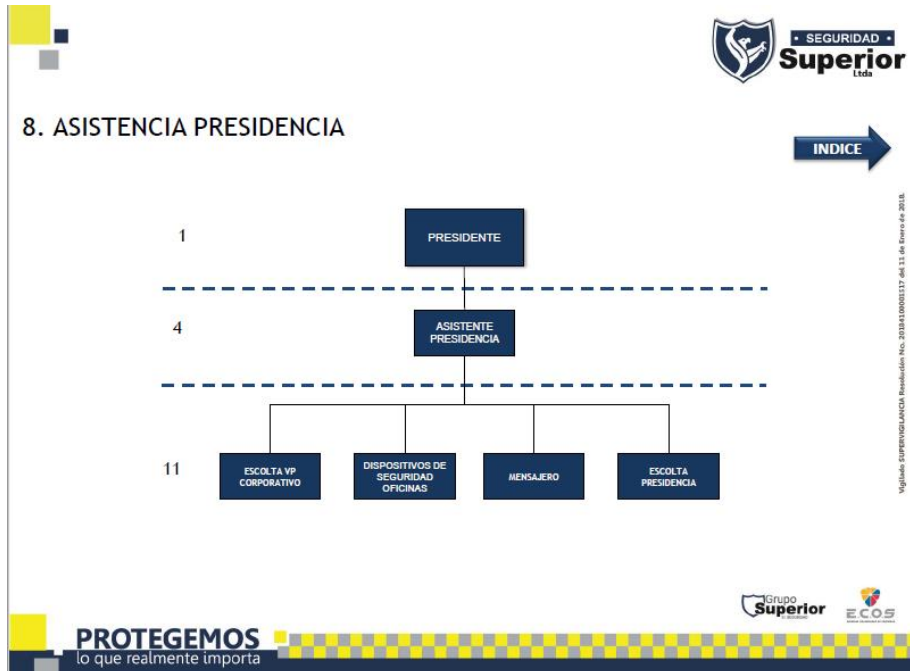 • SEGURIDAD •
Superior
Ltda
8. ASISTENCIA PRESIDENCIA
INDICE
1
PRESIDENTE
4
ASISTENTE
PRESIDENCIA
11
ESCOLTA VP
CORPORATIVO
DISPOSITIVOS DE
SEGURIDAD
OFICINAS
MENSAJERO
ESCOLTA
PRESIDENCIA
Vigilado SUPERVIGILANCIA Resolución No. del 11 de Enero de 2018.
Grupo
Superior
ECOS
PROTEGEMOS
lo que realmente importa